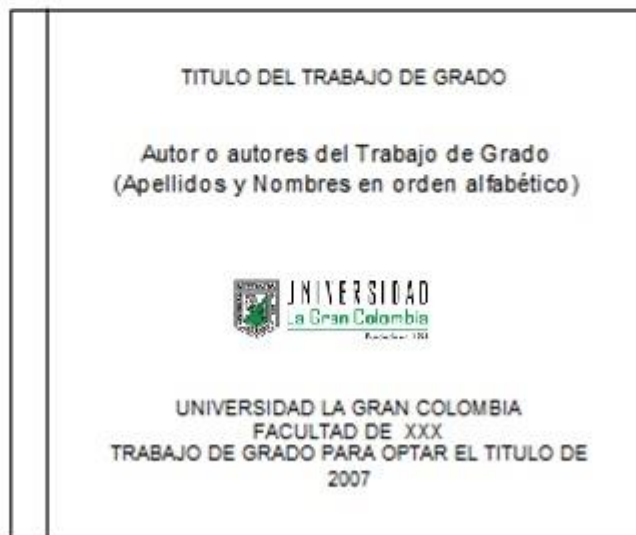 TITULO DEL TRABAJO DE GRADO
Autor o autores del Trabajo de Grado
(Apellidos y Nombres en orden alfabético)
UNIVERSIDAD
La Gran Colombia
UNIVERSIDAD LA GRAN COLOMBIA
FACULTAD DE XXX
TRABAJO DE GRADO PARA OPTAR EL TITULO DE
2007